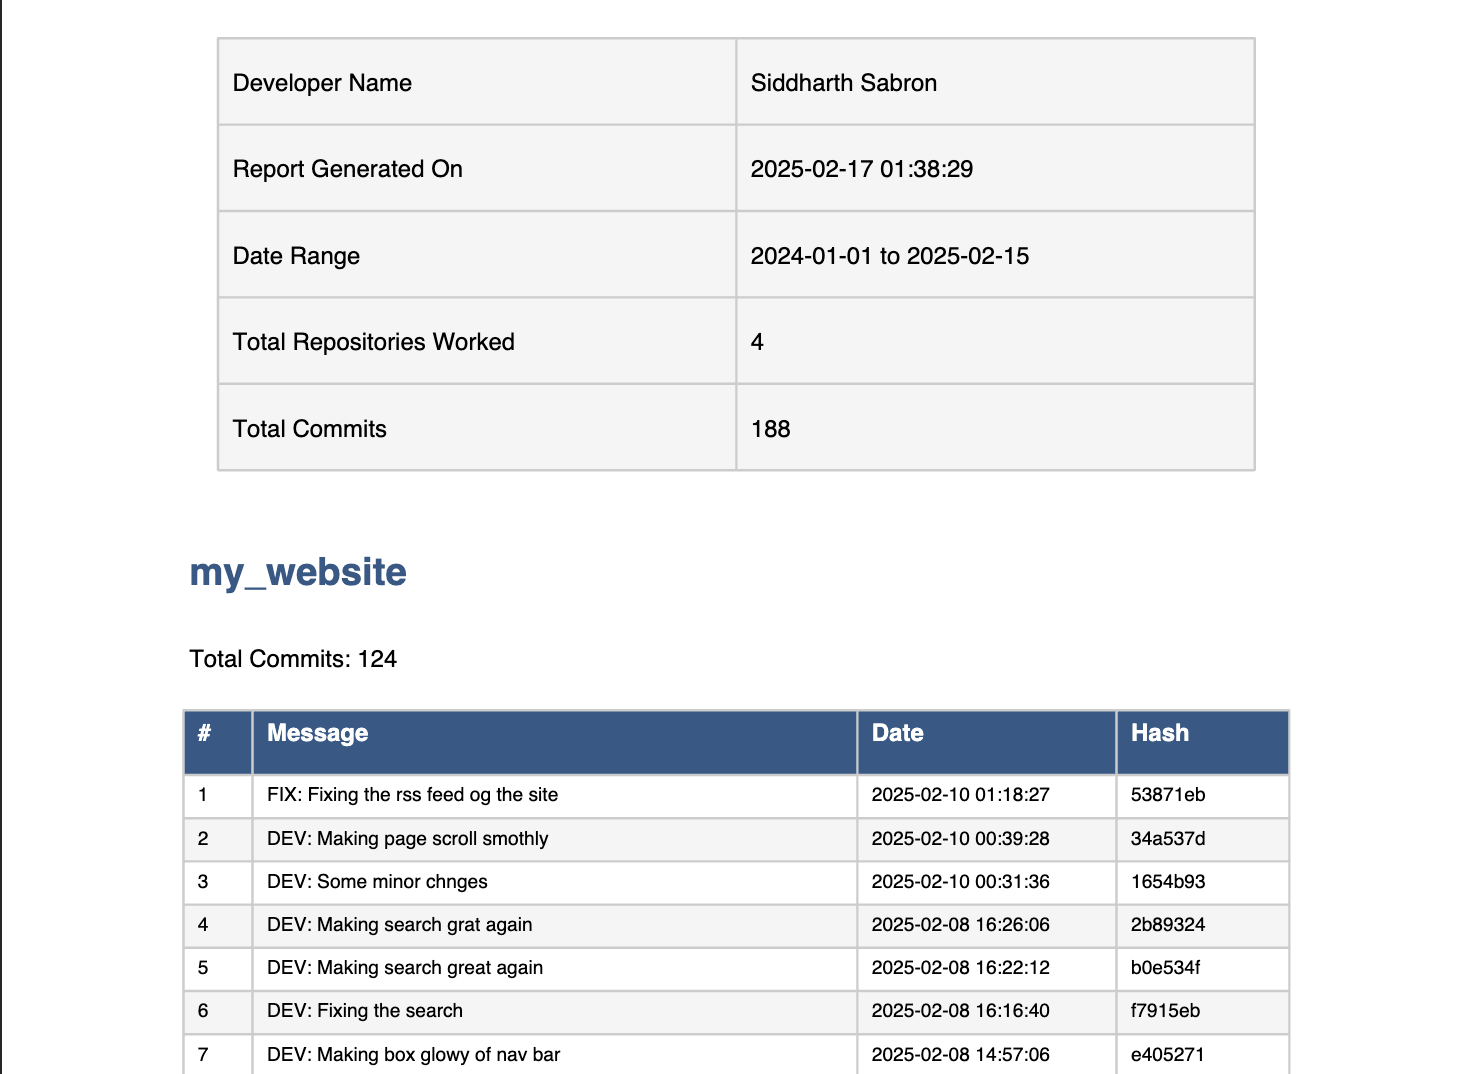 Developer Name Siddharth Sabron
Report Generated On 2025-02-17 01:38:29
Date Range 2024-01-01 to 2025-02-15
Total Repositories Worked 4
Total Commits 188
my_website
Total Commits: 124
# Message Date Hash
1 FIX: Fixing the rss feed og the site 2025-02-10 01:18:27 53871eb
2 DEV: Making page scroll smothly 2025-02-10 00:39:28 34a537d
3 DEV: Some minor chnges 2025-02-10 00:31:36 1654b93
4 DEV: Making search grat again 2025-02-08 16:26:06 2b89324
5 DEV: Making search great again 2025-02-08 16:22:12 b0e534f
6 DEV: Fixing the search 2025-02-08 16:16:40 f7915eb
7 DEV: Making box glowy of nav bar 2025-02-08 14:57:06 e405271